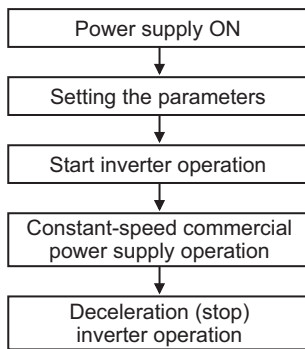 Power supply ON
Setting the parameters
Start inverter operation
Constant-speed commercial
power supply operation
Deceleration (stop)
inverter operation